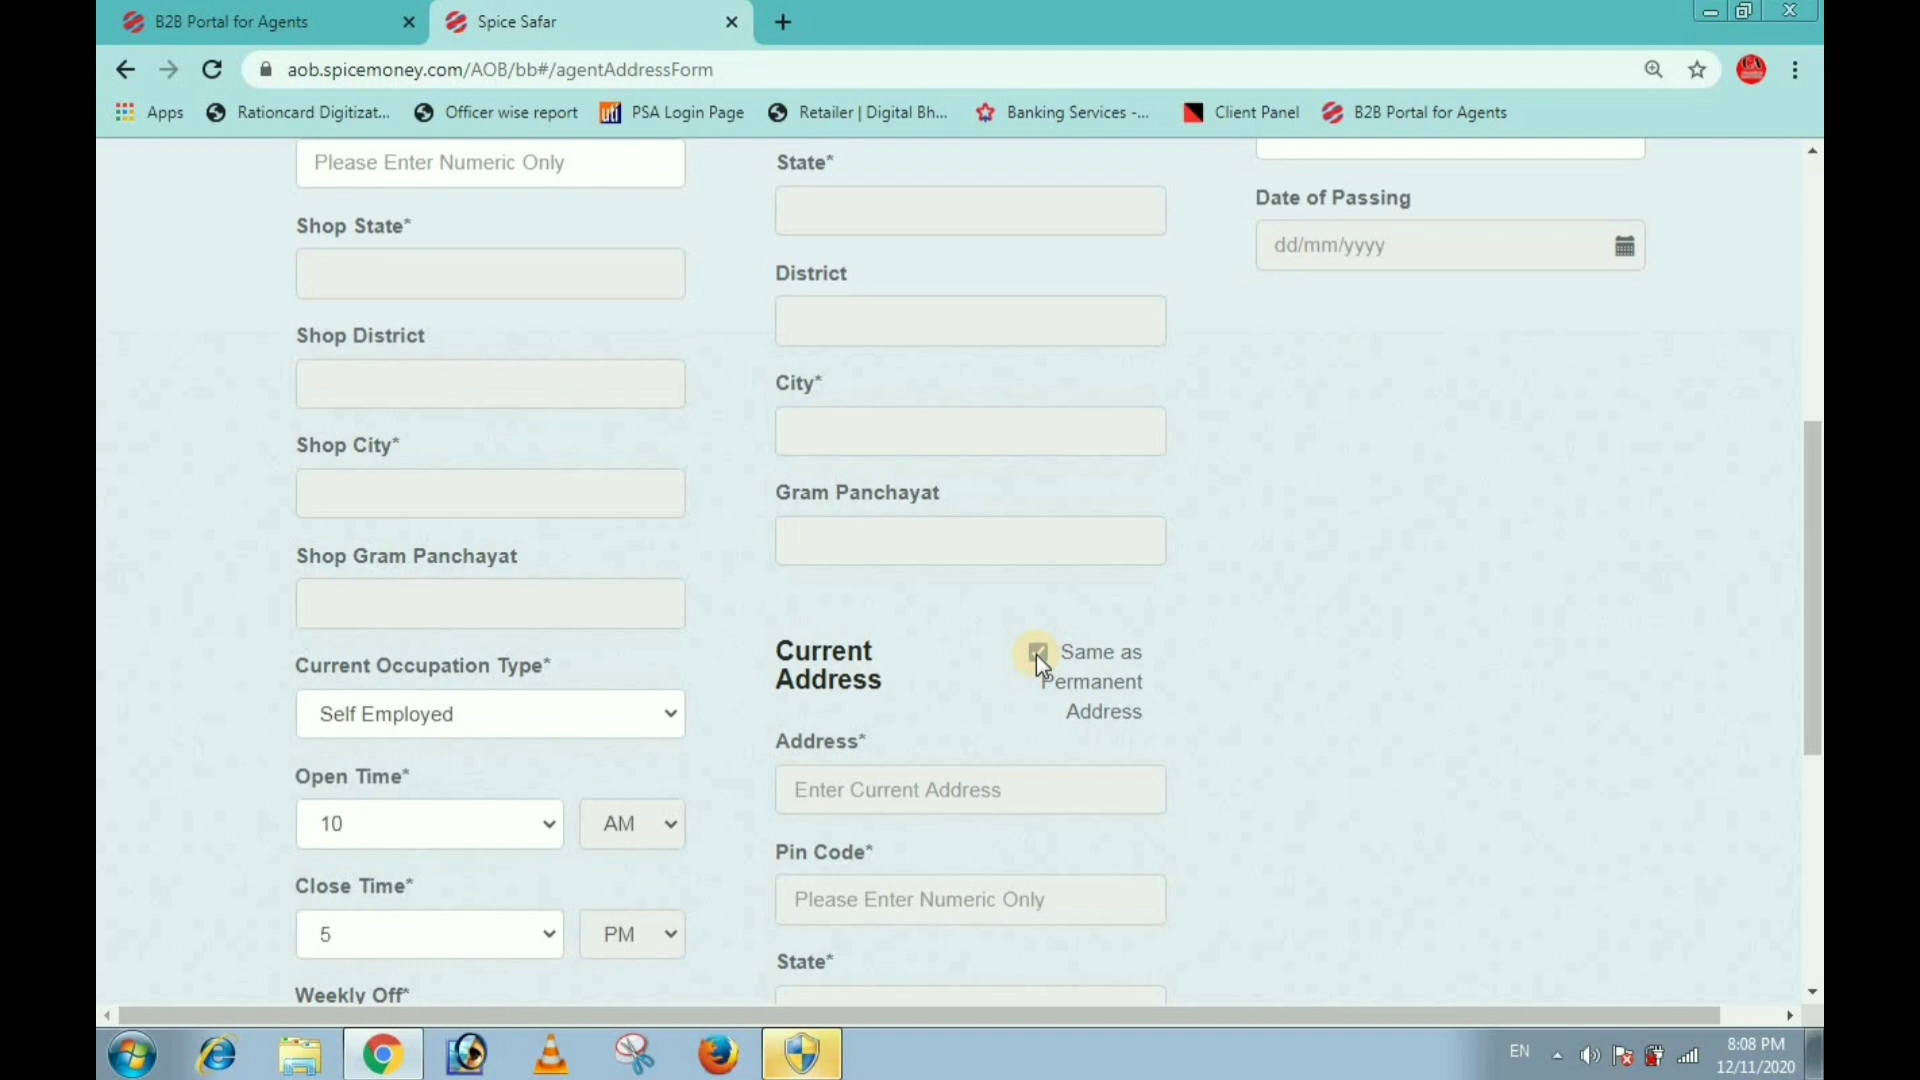 B2B Portal for Agents
Spice Safar
aob.spicemoney.com/AOB/bb#/agentAddressForm
Apps
Rationcard Digitizat...
Officer wise report
uti
PSA Login Page
Retailer | Digital Bh...
Banking Services -...
Client Panel
B2B Portal for Agents
Please Enter Numeric Only
Shop State*
Shop District
Shop City*
Shop Gram Panchayat
Current Occupation Type*
Self Employed
Open Time*
10
AM
Close Time*
5
PM
Weekly Off*
State*
District
City*
Gram Panchayat
Current
Address
Same as
Permanent
Address
Address*
Enter Current Address
Pin Code*
Please Enter Numeric Only
State*
Date of Passing
dd/mm/yyyy
EN
8:08 PM
12/11/2020